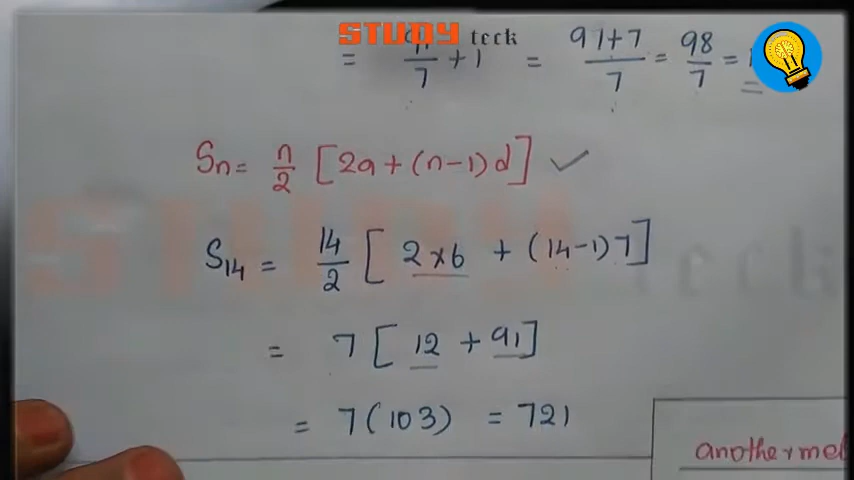 STUDY teck
= 91/7 + 1 = 91+7/7 = 98/7 =
Sn = n/2 [2a + (n-1)d] ✓
S14 = 14/2 [2×6 + (14-1)7]
= 7[12 + 91]
= 7(103) = 721
another